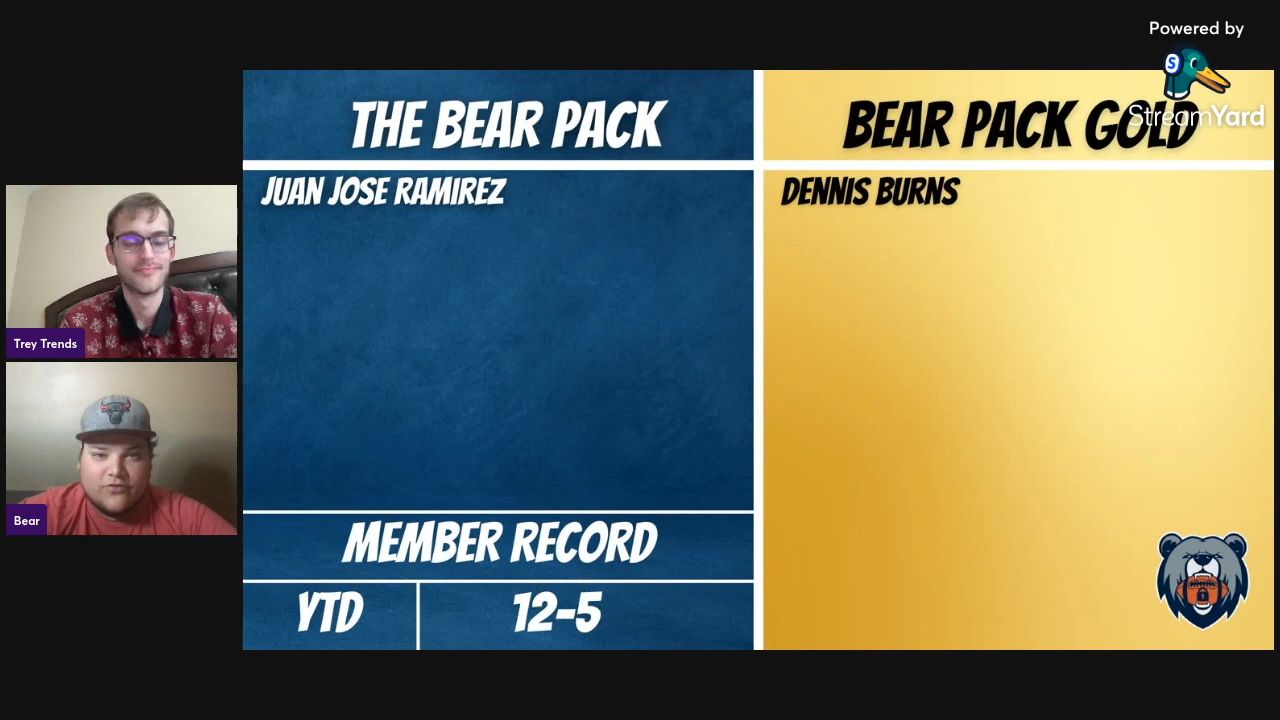 Powered by
StreamYard
THE BEAR PACK
BEAR PACK GOLD
JUAN JOSE RAMIREZ
DENNIS BURNS
Trey Trends
Bear
MEMBER RECORD
YTD
12-5